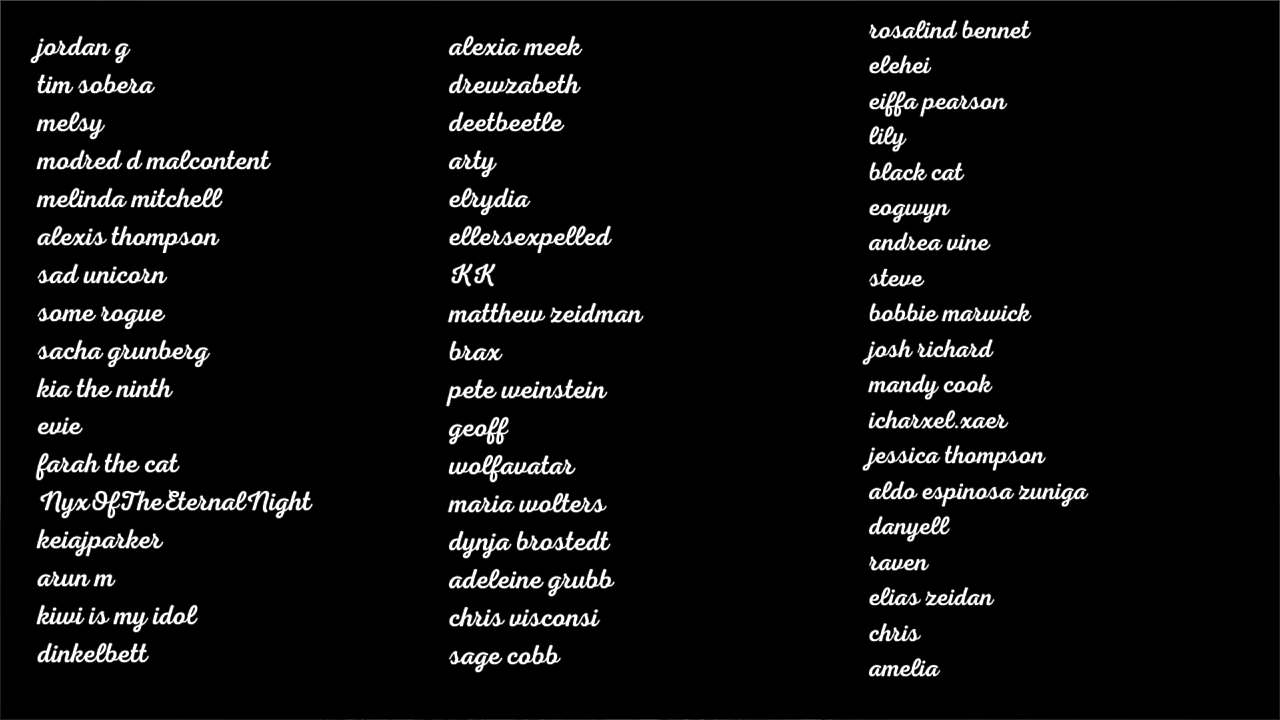 jordan g
tim sobera
melsy
modred d malcontent
melinda mitchell
alexis thompson
sad unicorn
some rogue
sacha grunberg
kia the ninth
evie
farah the cat
NyxOfTheEternalNight
keiajparker
arun m
kiwi is my idol
dinkelbett
alexia meek
drewzabeth
deetbeetle
arty
elrydia
ellersexpelled
KK
matthew zeidman
brax
pete weinstein
geoff
wolfavatar
maria wolters
dynja brostedt
adeleine grubb
chris visconsi
sage cobb
rosalind bennet
elehei
eiffa pearson
lily
black cat
eogwyn
andrea vine
steve
bobbie marwick
josh richard
mandy cook
icharxel.xaer
jessica thompson
aldo espinosa zuniga
danyell
raven
elias zeidan
chris
amelia